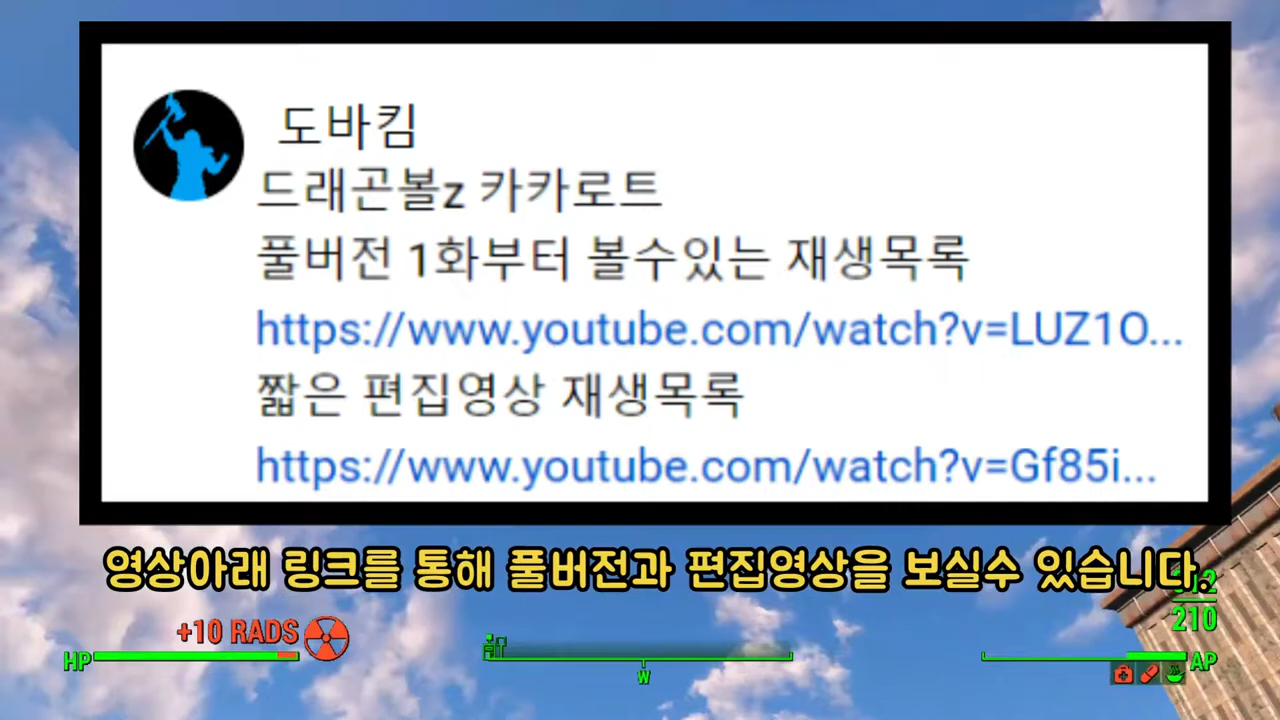 도바킴
드래곤볼z 카카로트
풀버전 1화부터 볼수있는 재생목록
https://www.youtube.com/watch?v=LUZ1O...
짧은 편집영상 재생목록
https://www.youtube.com/watch?v=Gf85i...
영상아래 링크를 통해 풀버전과 편집영상을 보실수 있습니다.
+10 RADS
210
HP
W
AP